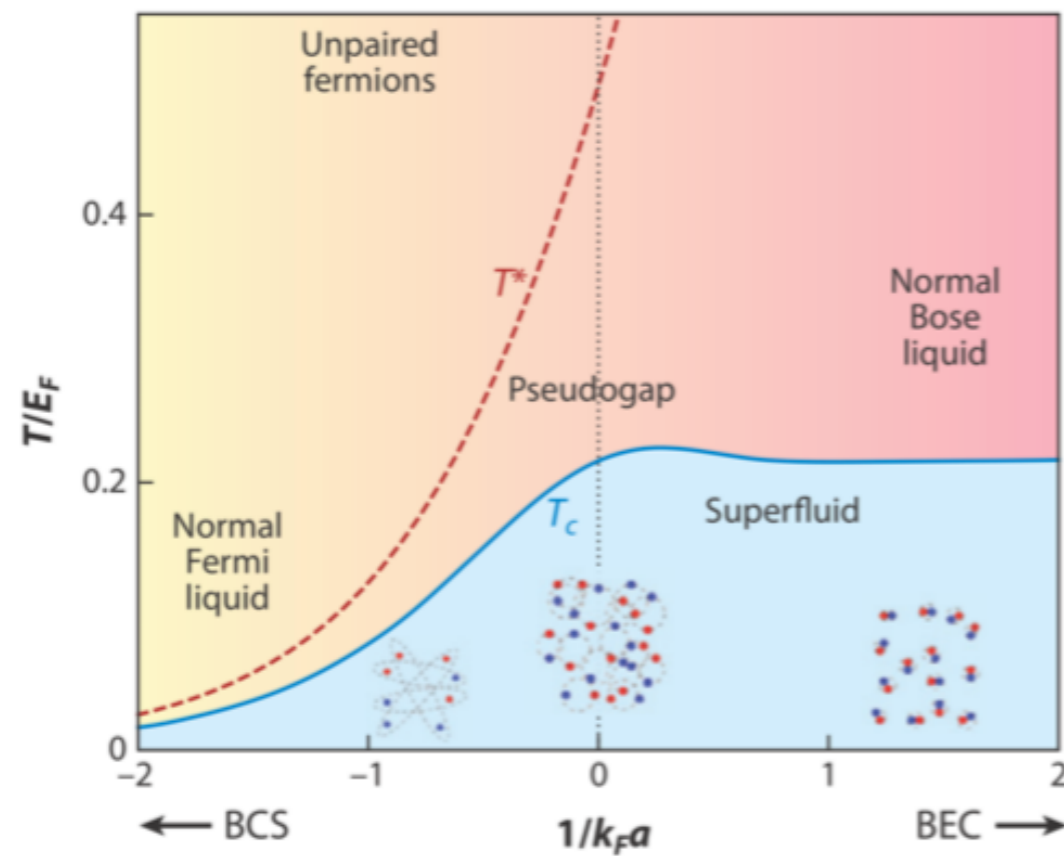 Unpaired
fermions
0.4
T*
Normal
Bose
liquid
Pseudogap
T/E_F
0.2
T_c
Superfluid
Normal
Fermi
liquid
0
−2
−1
0
1
2
← BCS
1/k_Fa
BEC →